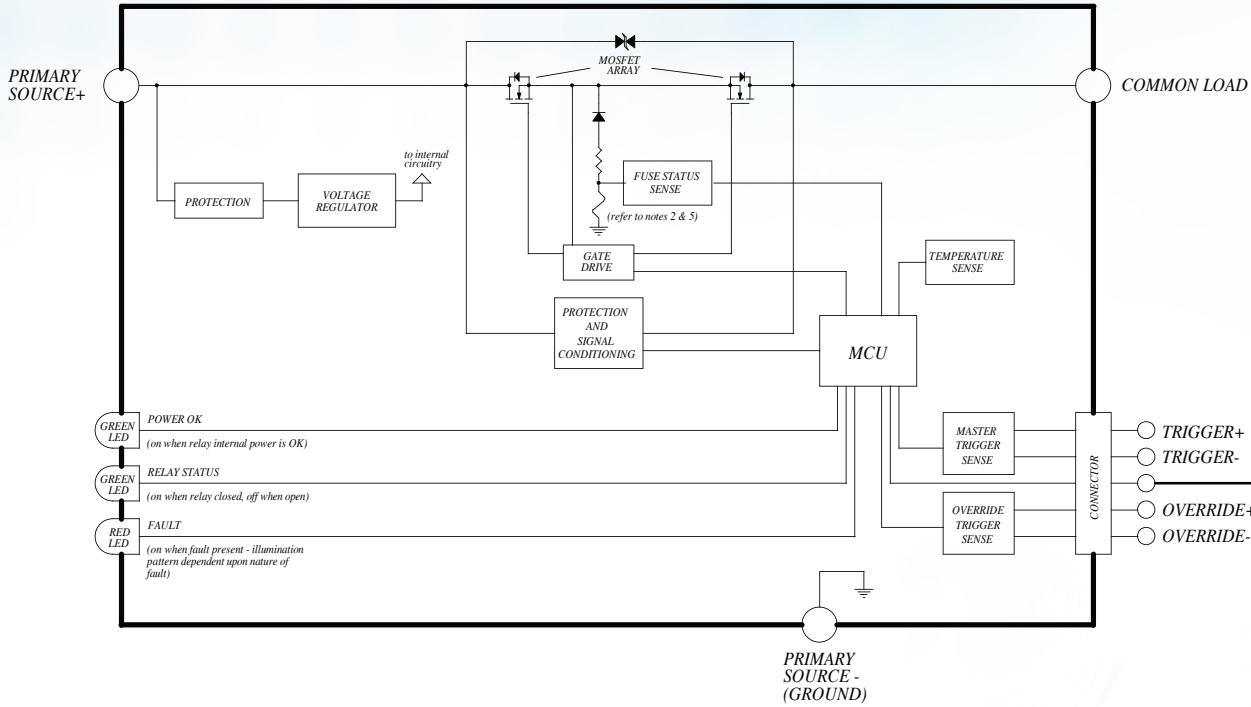 PRIMARY
SOURCE+
MOSFET
ARRAY
COMMON LOAD
to internal
circuitry
PROTECTION
VOLTAGE
REGULATOR
FUSE STATUS
SENSE
(refer to notes 2 & 5)
GATE
DRIVE
TEMPERATURE
SENSE
PROTECTION
AND
SIGNAL
CONDITIONING
MCU
GREEN
LED
POWER OK
(on when relay internal power is OK)
GREEN
LED
RELAY STATUS
(on when relay closed, off when open)
RED
LED
FAULT
(on when fault present - illumination
pattern dependent upon nature of
fault)
MASTER
TRIGGER
SENSE
OVERRIDE
TRIGGER
SENSE
CONNECTOR
TRIGGER+
TRIGGER-
OVERRIDE+
OVERRIDE-
PRIMARY
SOURCE -
(GROUND)